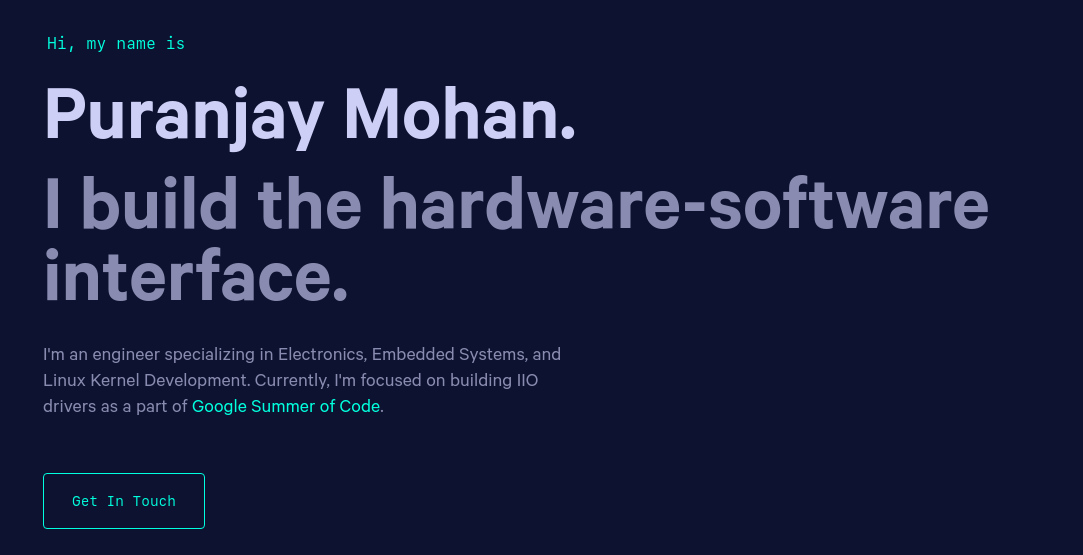 Hi, my name is
Puranjay Mohan.
I build the hardware-software
interface.
I'm an engineer specializing in Electronics, Embedded Systems, and
Linux Kernel Development. Currently, I'm focused on building IIO
drivers as a part of Google Summer of Code.
Get In Touch